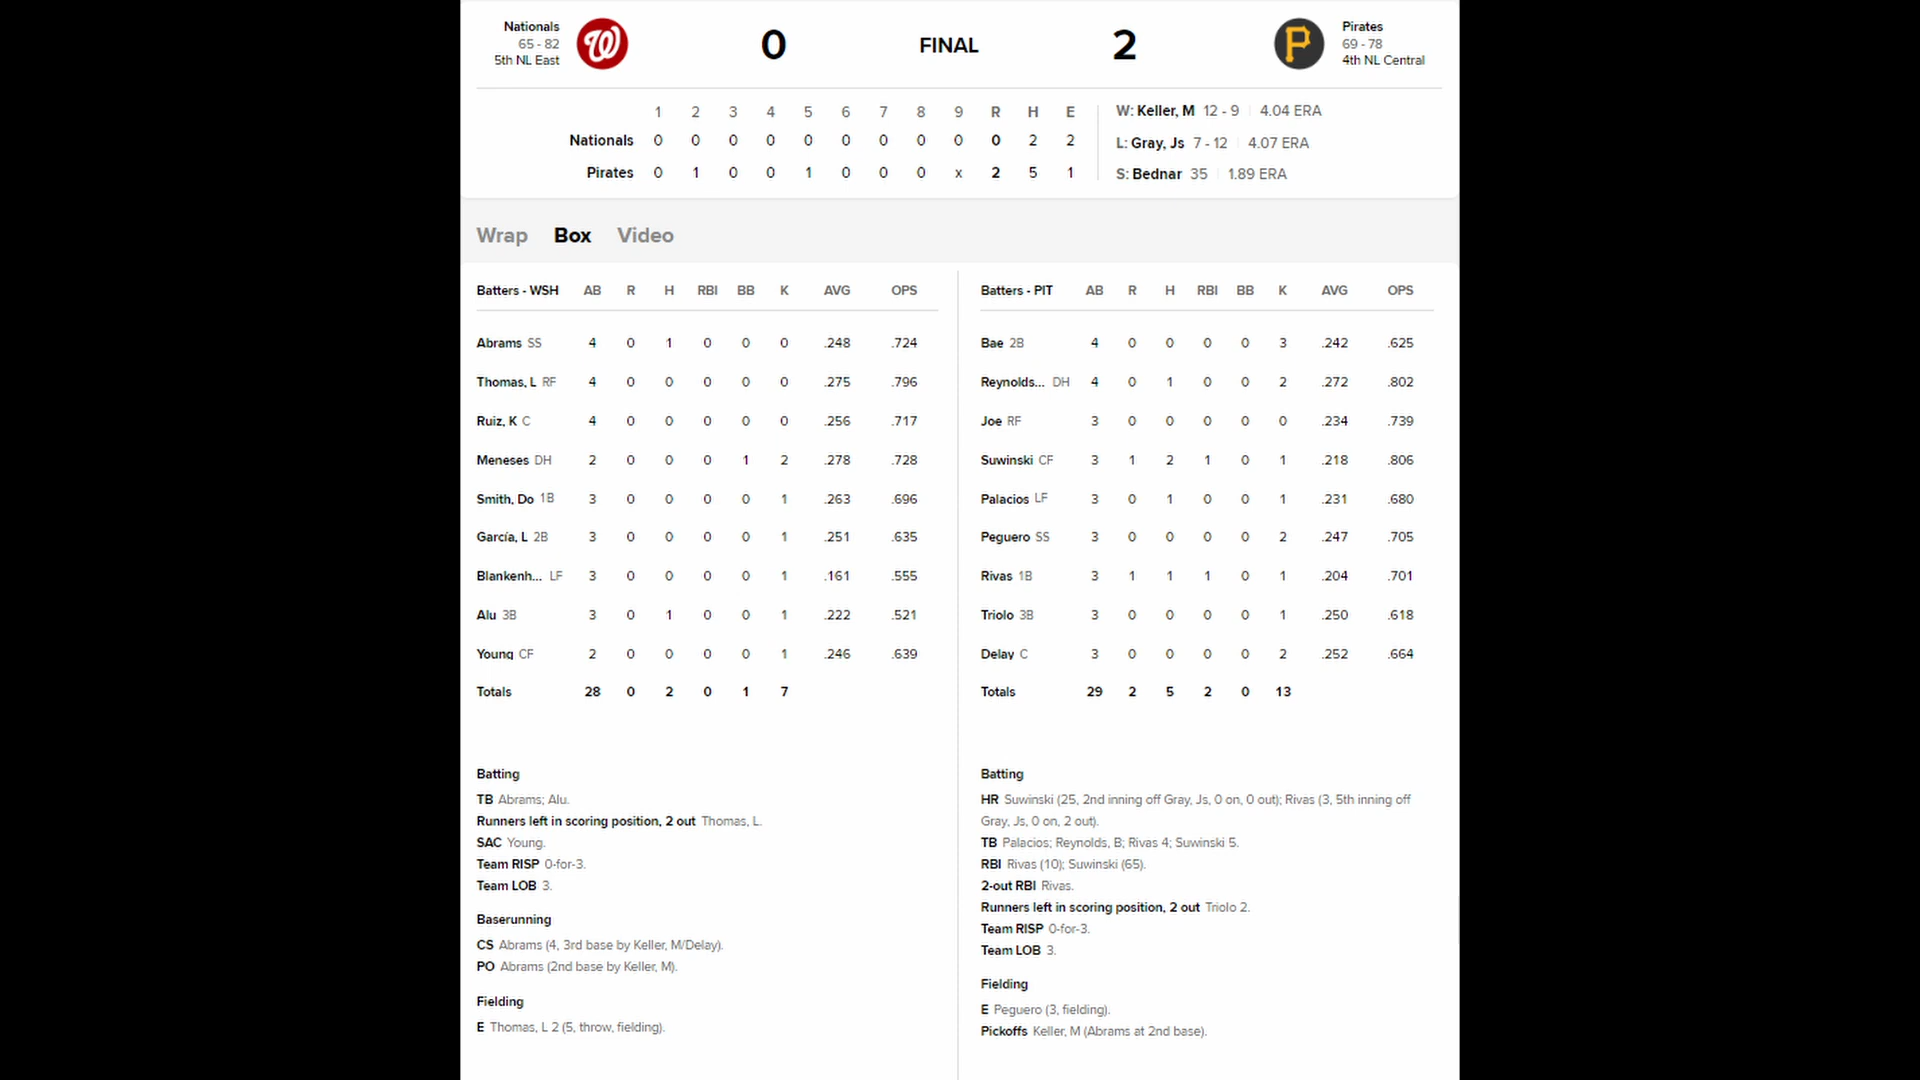 Nationals
65 - 82
5th NL East
W
0
FINAL
2
P
Pirates
69 - 78
4th NL Central
1 2 3 4 5 6 7 8 9 R H E
Nationals 0 0 0 0 0 0 0 0 0 0 2 2
Pirates 0 1 0 0 1 0 0 0 x 2 5 1
W: Keller, M 12 - 9 4.04 ERA
L: Gray, Js 7 - 12 4.07 ERA
S: Bednar 35 1.89 ERA
Wrap Box Video
Batters - WSH AB R H RBI BB K AVG OPS
Abrams SS 4 0 1 0 0 0 .248 .724
Thomas, L RF 4 0 0 0 0 0 .275 .796
Ruiz, K C 4 0 0 0 0 0 .256 .717
Meneses DH 2 0 0 0 1 2 .278 .728
Smith, Do 1B 3 0 0 0 0 1 .263 .696
García, L 2B 3 0 0 0 0 1 .251 .635
Blankenh... LF 3 0 0 0 0 1 .161 .555
Alu 3B 3 0 1 0 0 1 .222 .521
Young CF 2 0 0 0 0 1 .246 .639
Totals 28 0 2 0 1 7
Batting
TB Abrams; Alu.
Runners left in scoring position, 2 out Thomas, L.
SAC Young.
Team RISP 0-for-3.
Team LOB 3.
Baserunning
CS Abrams (4, 3rd base by Keller, M/Delay).
PO Abrams (2nd base by Keller, M).
Fielding
E Thomas, L 2 (5, throw, fielding).
Batters - PIT AB R H RBI BB K AVG OPS
Bae 2B 4 0 0 0 0 3 .242 .625
Reynolds... DH 4 0 1 0 0 2 .272 .802
Joe RF 3 0 0 0 0 0 .234 .739
Suwinski CF 3 1 2 1 0 1 .218 .806
Palacios LF 3 0 1 0 0 1 .231 .680
Peguero SS 3 0 0 0 0 2 .247 .705
Rivas 1B 3 1 1 1 0 1 .204 .701
Triolo 3B 3 0 0 0 0 1 .250 .618
Delay C 3 0 0 0 0 2 .252 .664
Totals 29 2 5 2 0 13
Batting
HR Suwinski (25, 2nd inning off Gray, Js, 0 on, 0 out); Rivas (3, 5th inning off
Gray, Js, 0 on, 2 out).
TB Palacios; Reynolds, B; Rivas 4; Suwinski 5.
RBI Rivas (10); Suwinski (65).
2-out RBI Rivas.
Runners left in scoring position, 2 out Triolo 2.
Team RISP 0-for-3.
Team LOB 3.
Fielding
E Peguero (3, fielding).
Pickoffs Keller, M (Abrams at 2nd base).